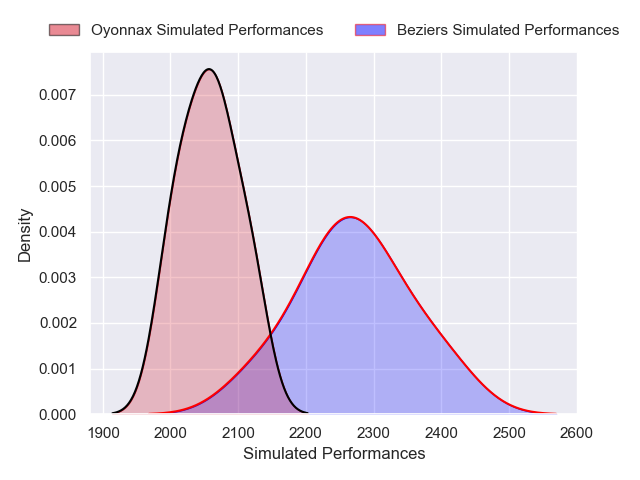 Oyonnax Simulated Performances Beziers Simulated Performances
0.007
0.006
0.005
0.004
0.003
0.002
0.001
0.000
Density
1900 2000 2100 2200 2300 2400 2500 2600
Simulated Performances